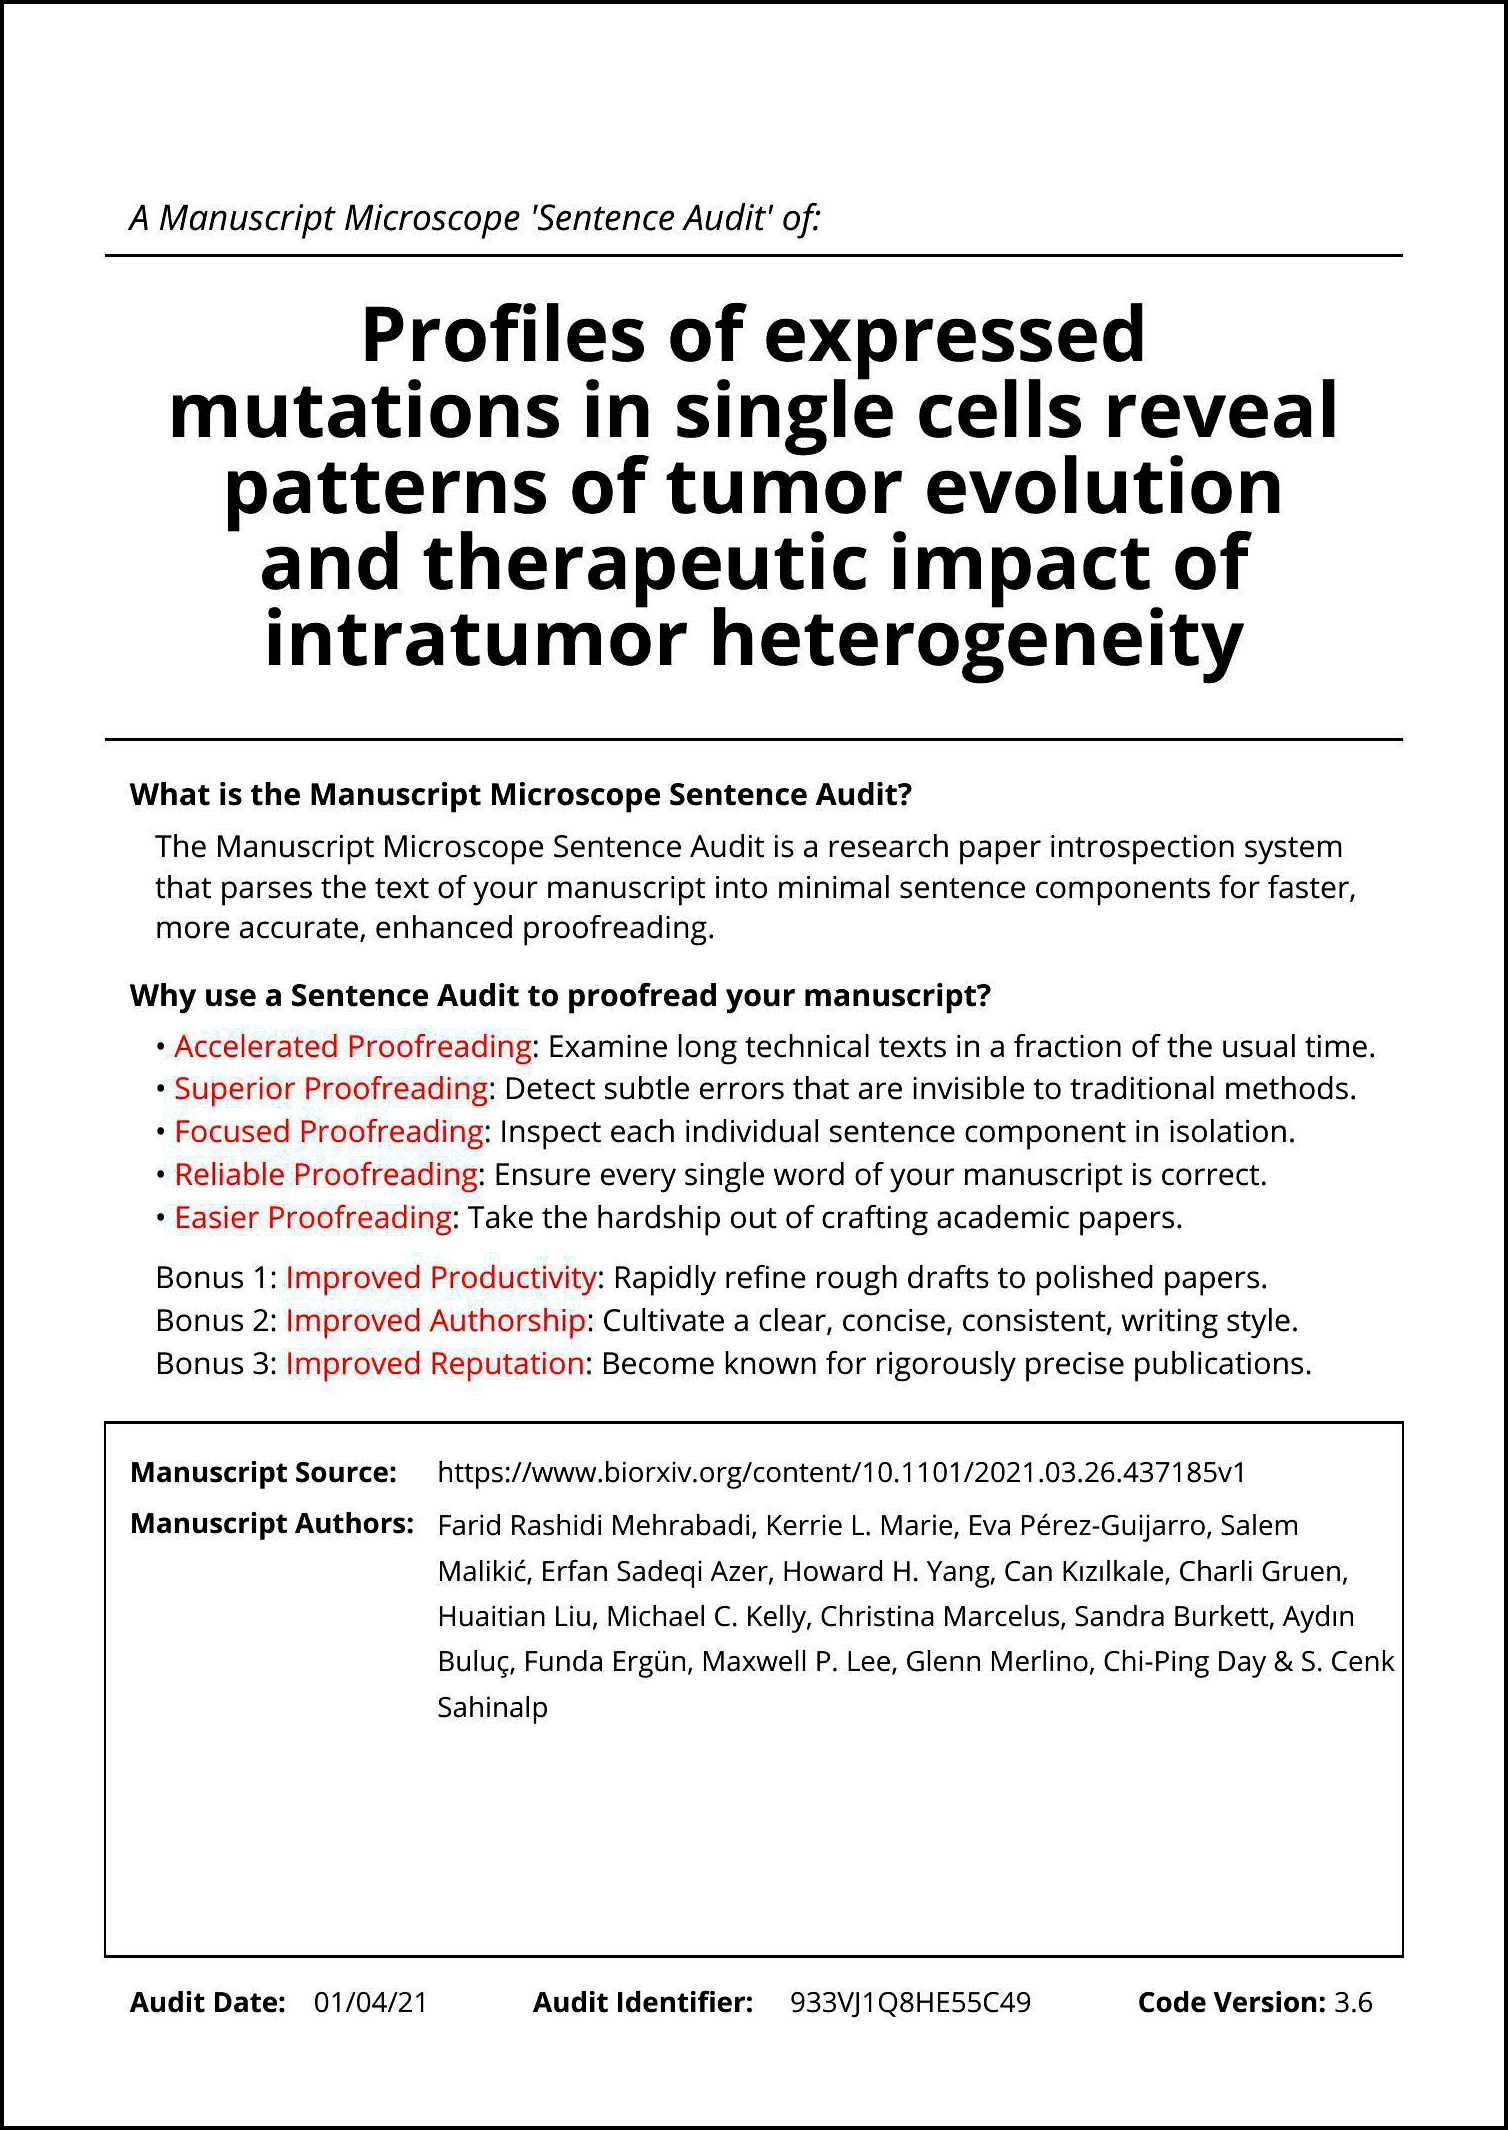 A Manuscript Microscope 'Sentence Audit' of:
Profiles of expressed
mutations in single cells reveal
patterns of tumor evolution
and therapeutic impact of
intratumor heterogeneity
What is the Manuscript Microscope Sentence Audit?
The Manuscript Microscope Sentence Audit is a research paper introspection system
that parses the text of your manuscript into minimal sentence components for faster,
more accurate, enhanced proofreading.
Why use a Sentence Audit to proofread your manuscript?
• Accelerated Proofreading: Examine long technical texts in a fraction of the usual time.
• Superior Proofreading: Detect subtle errors that are invisible to traditional methods.
• Focused Proofreading: Inspect each individual sentence component in isolation.
• Reliable Proofreading: Ensure every single word of your manuscript is correct.
• Easier Proofreading: Take the hardship out of crafting academic papers.
Bonus 1: Improved Productivity: Rapidly refine rough drafts to polished papers.
Bonus 2: Improved Authorship: Cultivate a clear, concise, consistent, writing style.
Bonus 3: Improved Reputation: Become known for rigorously precise publications.
Manuscript Source: https://www.biorxiv.org/content/10.1101/2021.03.26.437185v1
Manuscript Authors: Farid Rashidi Mehrabadi, Kerrie L. Marie, Eva Pérez-Guijarro, Salem
Malikić, Erfan Sadeqi Azer, Howard H. Yang, Can Kızılkale, Charli Gruen,
Huaitian Liu, Michael C. Kelly, Christina Marcelus, Sandra Burkett, Aydın
Buluç, Funda Ergün, Maxwell P. Lee, Glenn Merlino, Chi-Ping Day & S. Cenk
Sahinalp
Audit Date: 01/04/21 Audit Identifier: 933VJ1Q8HE55C49 Code Version: 3.6